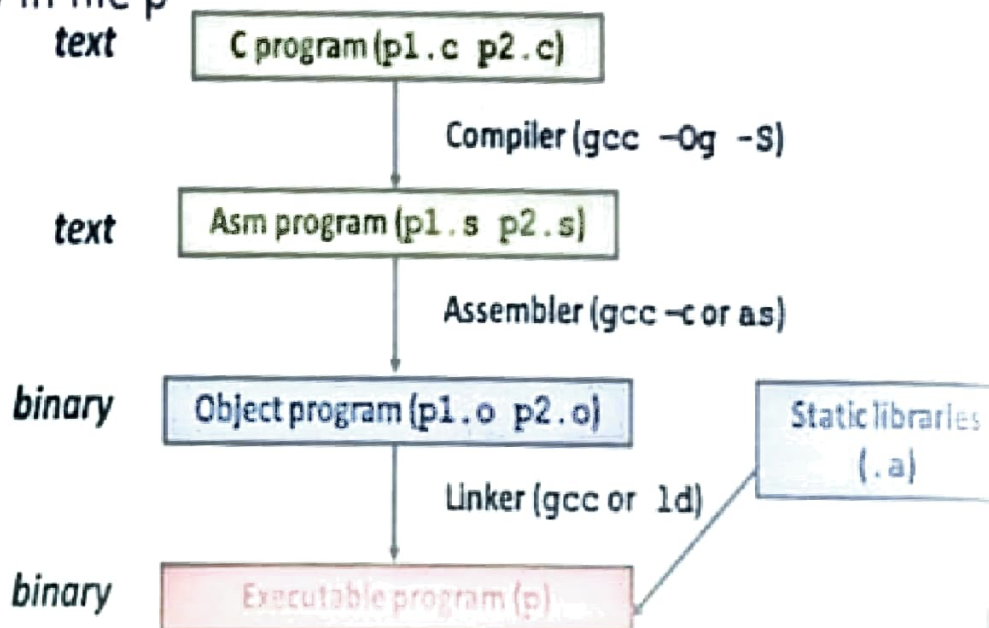 text
C program (p1.c p2.c)
Compiler (gcc -Og -S)
text
Asm program (p1.s p2.s)
Assembler (gcc -c or as)
binary
Object program (p1.o p2.o)
Static libraries
(.a)
Linker (gcc or ld)
binary
Executable program (p)